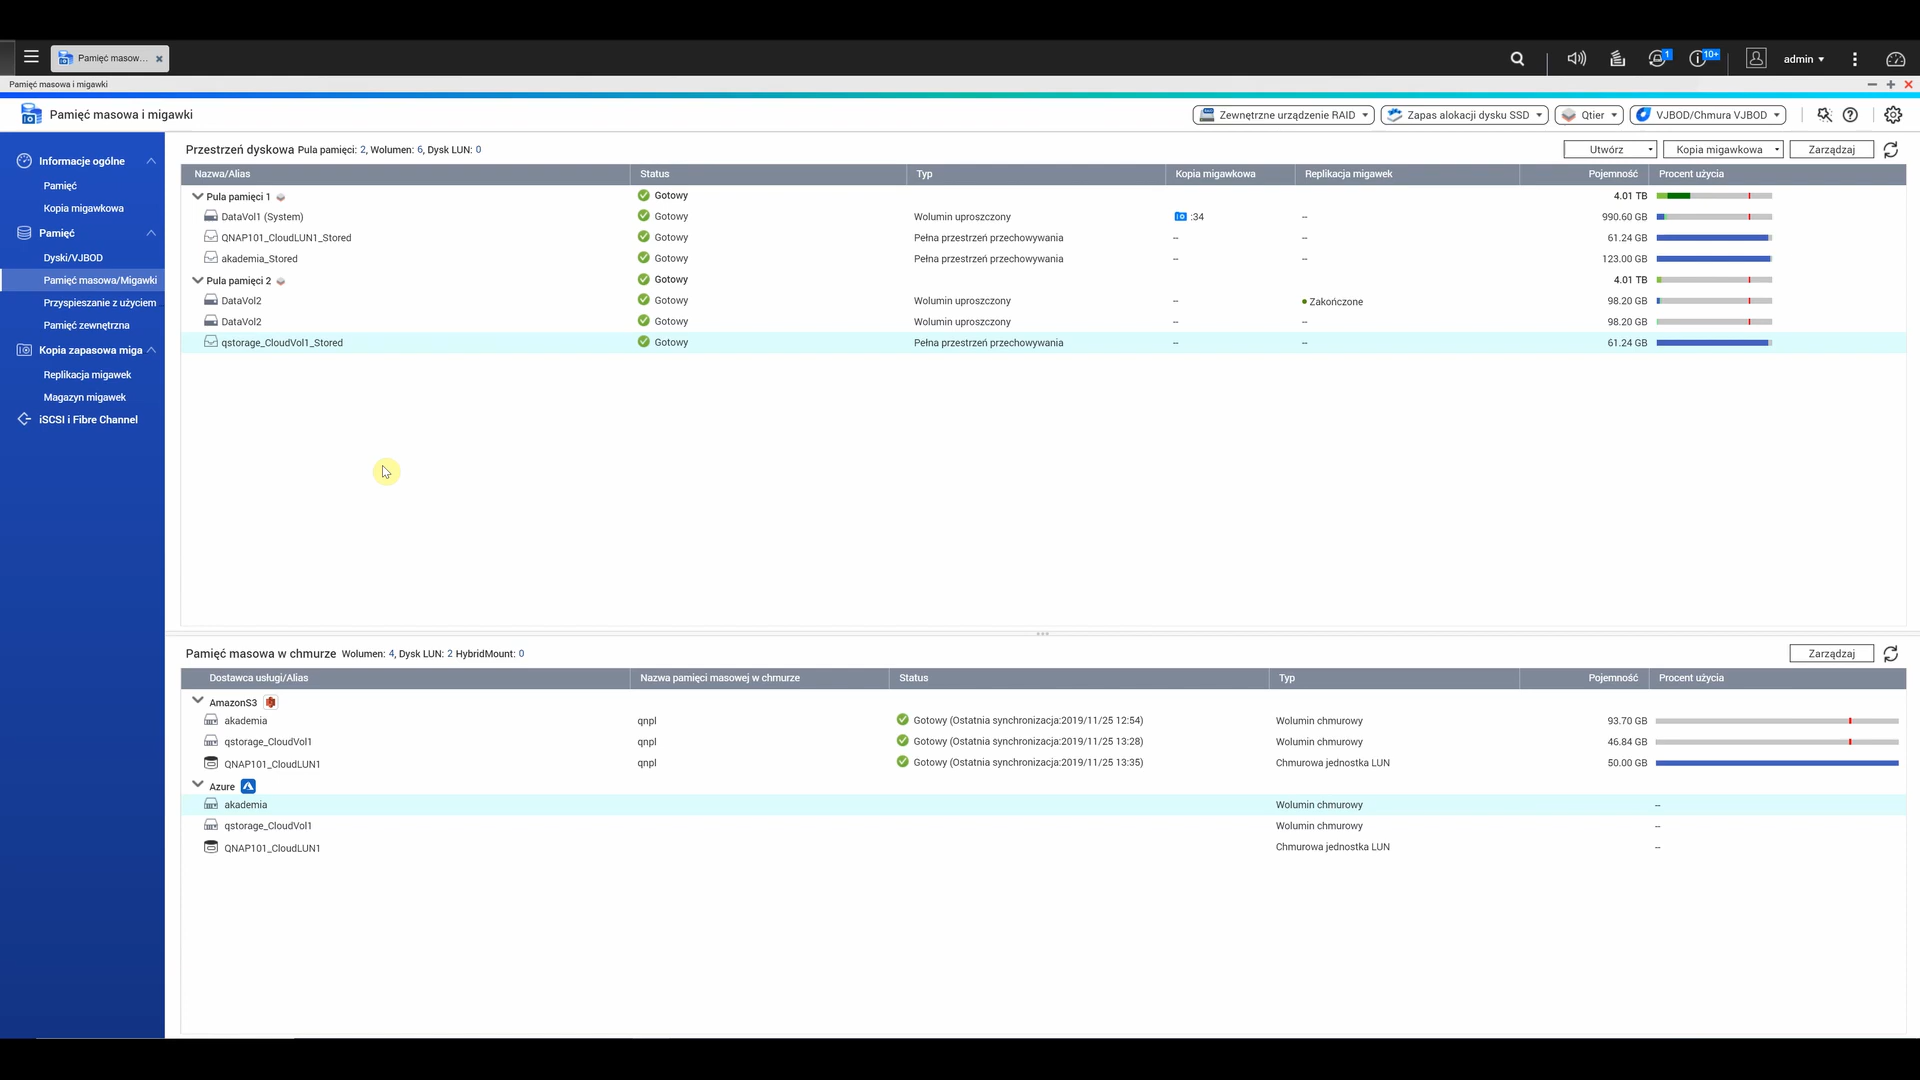 Pamięć masow...
1
10+
admin
Pamięć masowa i migawki
Pamięć masowa i migawki
Zewnętrzne urządzenie RAID
Zapas alokacji dysku SSD
Qtier
VJBOD/Chmura VJBOD
Informacje ogólne
Pamięć
Kopia migawkowa
Pamięć
Dyski/VJBOD
Pamięć masowa/Migawki
Przyspieszanie z użyciem
Pamięć zewnętrzna
Kopia zapasowa miga
Replikacja migawek
Magazyn migawek
iSCSI i Fibre Channel
Przestrzeń dyskowa Pula pamięci: 2, Wolumen: 6, Dysk LUN: 0
Utwórz
Kopia migawkowa
Zarządzaj
Nazwa/Alias Status Typ Kopia migawkowa Replikacja migawek Pojemność Procent użycia
Pula pamięci 1 Gotowy 4.01 TB
DataVol1 (System) Gotowy Wolumin uproszczony :34 -- 990.60 GB
QNAP101_CloudLUN1_Stored Gotowy Pełna przestrzeń przechowywania -- -- 61.24 GB
akademia_Stored Gotowy Pełna przestrzeń przechowywania -- -- 123.00 GB
Pula pamięci 2 Gotowy 4.01 TB
DataVol2 Gotowy Wolumin uproszczony -- Zakończone 98.20 GB
DataVol2 Gotowy Wolumin uproszczony -- -- 98.20 GB
qstorage_CloudVol1_Stored Gotowy Pełna przestrzeń przechowywania -- -- 61.24 GB
Pamięć masowa w chmurze Wolumen: 4, Dysk LUN: 2 HybridMount: 0
Zarządzaj
Dostawca usługi/Alias Nazwa pamięci masowej w chmurze Status Typ Pojemność Procent użycia
AmazonS3
akademia qnpl Gotowy (Ostatnia synchronizacja:2019/11/25 12:54) Wolumin chmurowy 93.70 GB
qstorage_CloudVol1 qnpl Gotowy (Ostatnia synchronizacja:2019/11/25 13:28) Wolumin chmurowy 46.84 GB
QNAP101_CloudLUN1 qnpl Gotowy (Ostatnia synchronizacja:2019/11/25 13:35) Chmurowa jednostka LUN 50.00 GB
Azure
akademia Wolumin chmurowy --
qstorage_CloudVol1 Wolumin chmurowy --
QNAP101_CloudLUN1 Chmurowa jednostka LUN --